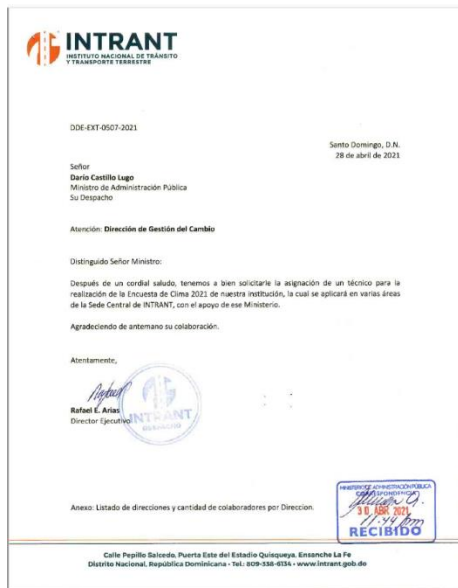 INTRANT
INSTITUTO NACIONAL DE TRÁNSITO
Y TRANSPORTE TERRESTRE
DDE-EXT-0507-2021
Santo Domingo, D.N.
28 de abril de 2021
Señor
Darío Castillo Lugo
Ministro de Administración Pública
Su Despacho
Atención: Dirección de Gestión del Cambio
Distinguido Señor Ministro:
Después de un cordial saludo, tenemos a bien solicitarle la asignación de un técnico para la
realización de la Encuesta de Clima 2021 de nuestra institución, la cual se aplicará en varias áreas
de la Sede Central de INTRANT, con el apoyo de ese Ministerio.
Agradeciendo de antemano su colaboración.
Atentamente,
Rafael E. Arias
Director Ejecutivo
INTRANT
DESPACHO
Anexo: Listado de direcciones y cantidad de colaboradores por Direccion.
MINISTERIO DE ADMINISTRACIÓN PÚBLICA
CORRESPONDENCIA
30 ABR 2021
11:44
RECIBIDO
Calle Pepillo Salcedo, Puerta Este del Estadio Quisqueya, Ensanche La Fe
Distrito Nacional, República Dominicana - Tel.: 809-338-6134 - www.intrant.gob.do